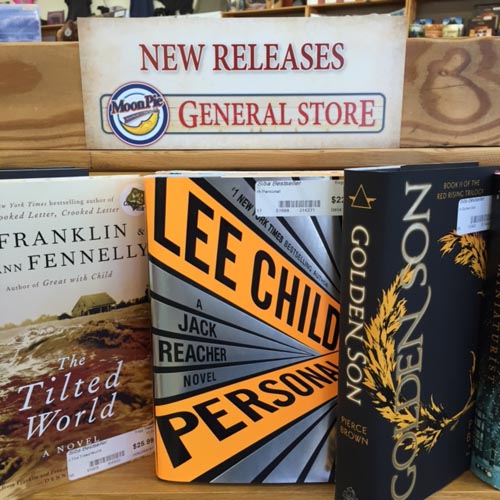 NEW RELEASES
MoonPie
GENERAL STORE
New York Times bestselling author of
Crooked Letter, Crooked Letter
FRANKLIN &
ANN FENNELLY
Author of Great with Child
The
Tilted
World
A NOVEL
$25.99
#1 NEW YORK TIMES BESTSELLING AUTHOR
LEE CHILD
A
JACK
REACHER
NOVEL
PERSONAL
GOLDEN SON
PIERCE
BROWN
BOOK II OF THE
RED RISING TRILOGY
GOLDEN SON